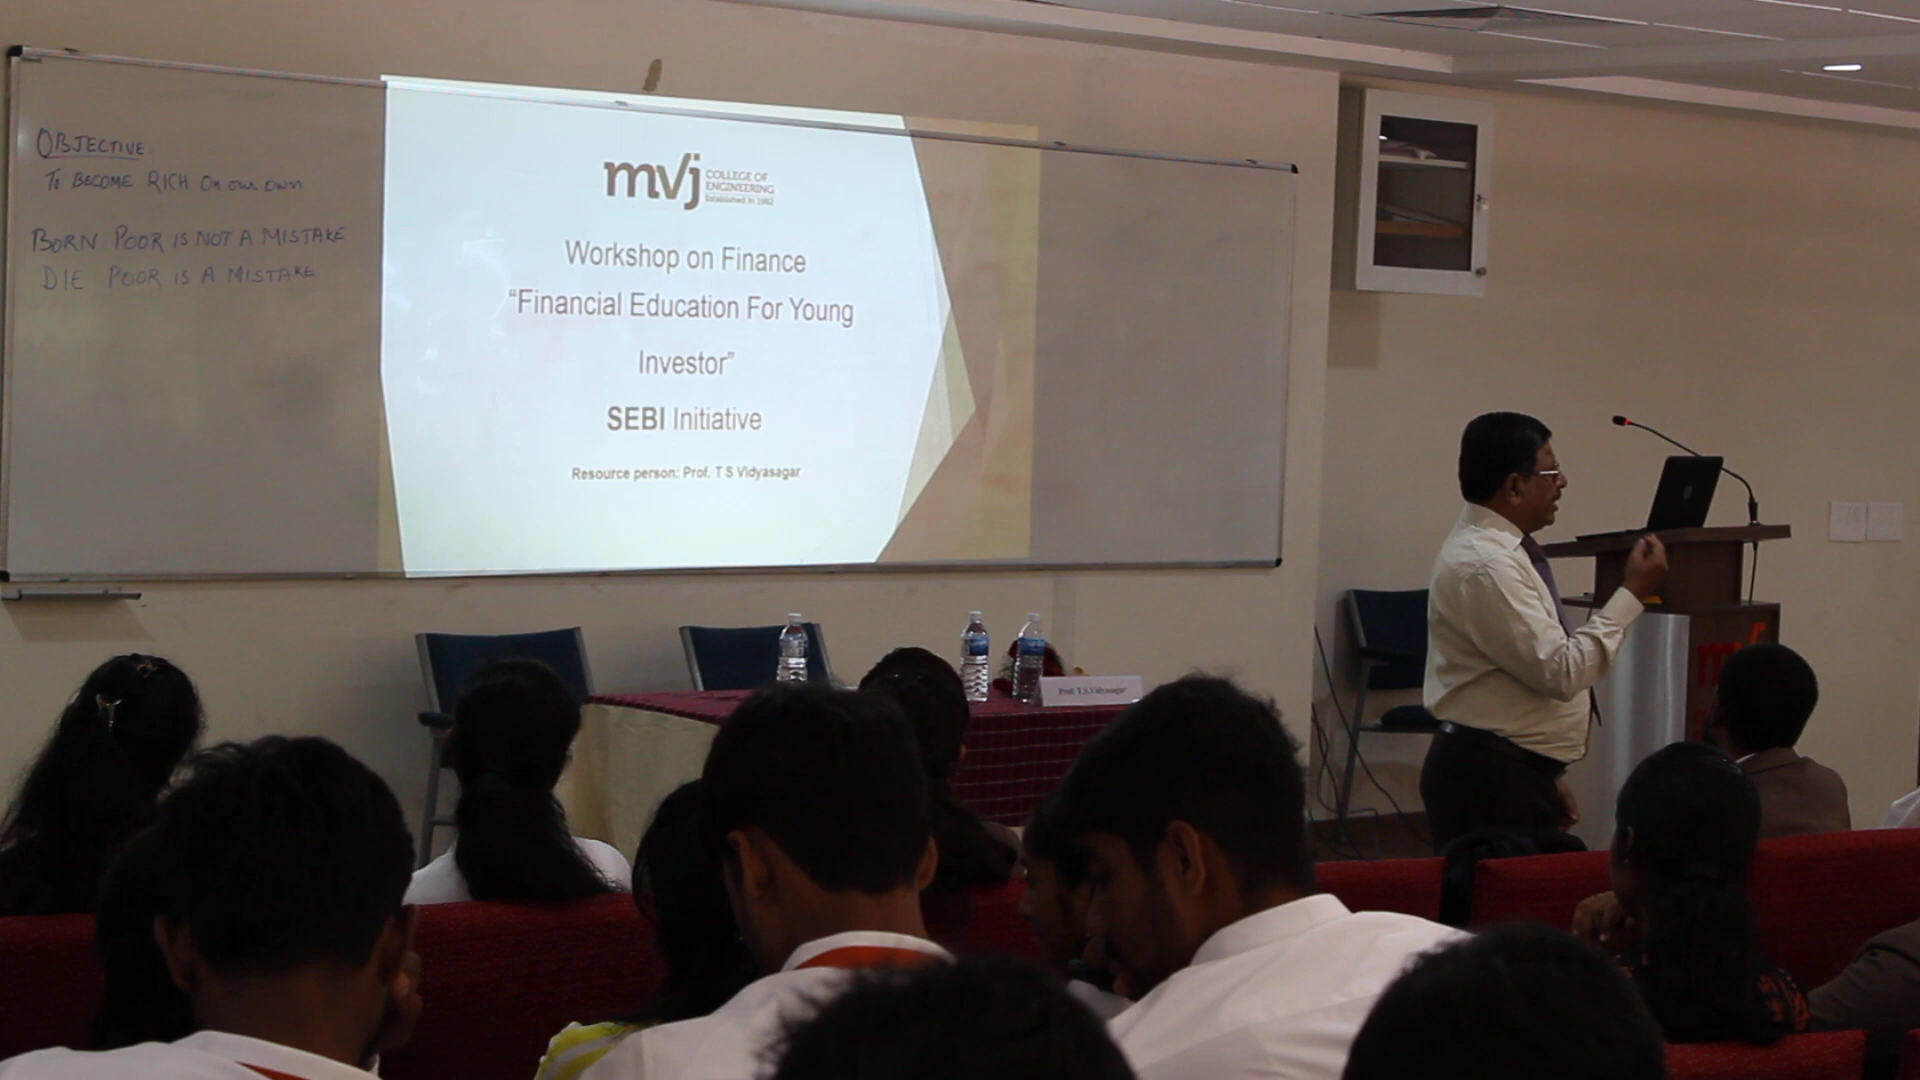 OBJECTIVE
To BECOME RICH On our own
BORN POOR IS NOT A MISTAKE
DIE POOR IS A MISTAKE
mvj COLLEGE OF
ENGINEERING
Established in 1982
Workshop on Finance
“Financial Education For Young
Investor”
SEBI Initiative
Resource person: Prof. T S Vidyasagar
Prof. T.S.Vidyasagar
mvj